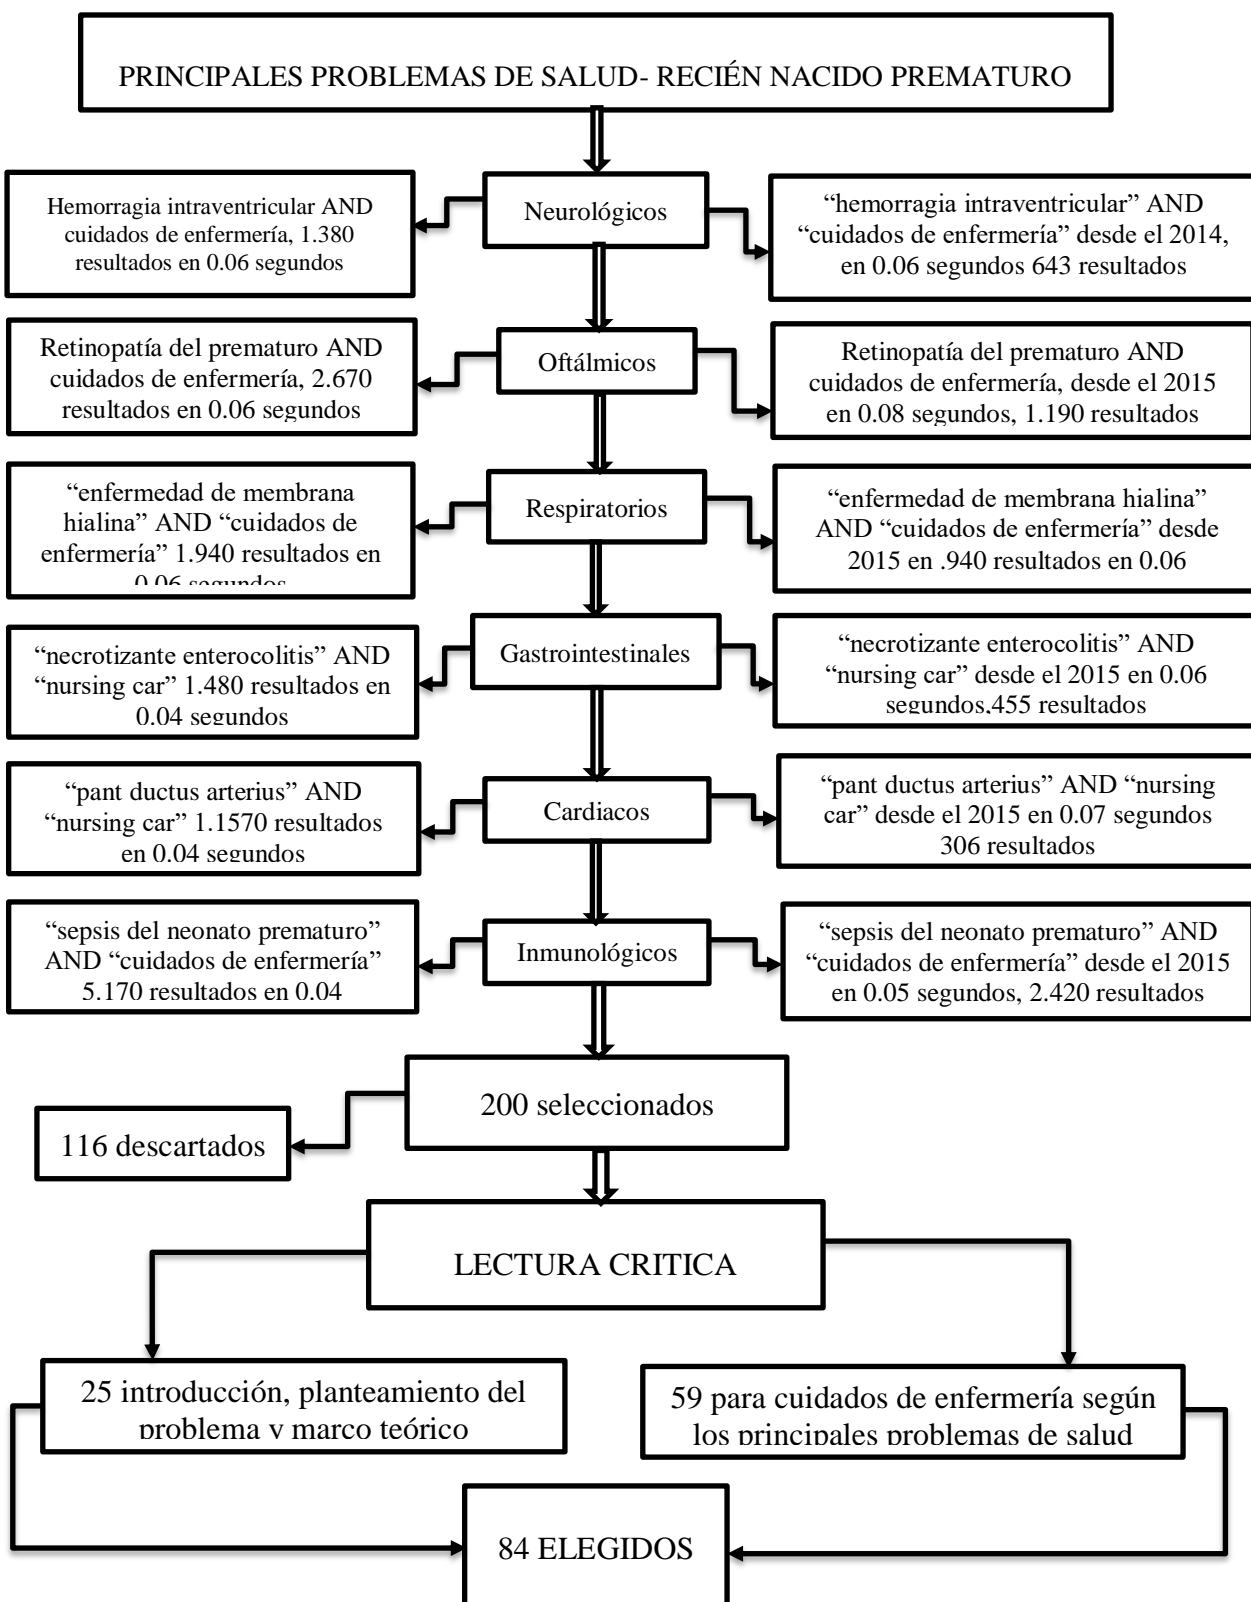 PRINCIPALES PROBLEMAS DE SALUD- RECIÉN NACIDO PREMATURO
Hemorragia intraventricular AND
cuidados de enfermería, 1.380
resultados en 0.06 segundos
Neurológicos
“hemorragia intraventricular” AND
“cuidados de enfermería” desde el 2014,
en 0.06 segundos 643 resultados
Retinopatía del prematuro AND
cuidados de enfermería, 2.670
resultados en 0.06 segundos
Oftálmicos
Retinopatía del prematuro AND
cuidados de enfermería, desde el 2015
en 0.08 segundos, 1.190 resultados
“enfermedad de membrana
hialina” AND “cuidados de
enfermería” 1.940 resultados en
0.06 segundos
Respiratorios
“enfermedad de membrana hialina”
AND “cuidados de enfermería” desde
2015 en .940 resultados en 0.06
“necrotizante enterocolitis” AND
“nursing car” 1.480 resultados en
0.04 segundos
Gastrointestinales
“necrotizante enterocolitis” AND
“nursing car” desde el 2015 en 0.06
segundos,455 resultados
“pant ductus arterius” AND
“nursing car” 1.1570 resultados
en 0.04 segundos
Cardiacos
“pant ductus arterius” AND “nursing
car” desde el 2015 en 0.07 segundos
306 resultados
“sepsis del neonato prematuro”
AND “cuidados de enfermería”
5.170 resultados en 0.04
Inmunológicos
“sepsis del neonato prematuro” AND
“cuidados de enfermería” desde el 2015
en 0.05 segundos, 2.420 resultados
200 seleccionados
116 descartados
LECTURA CRITICA
25 introducción, planteamiento del
problema y marco teórico
59 para cuidados de enfermería según
los principales problemas de salud
84 ELEGIDOS